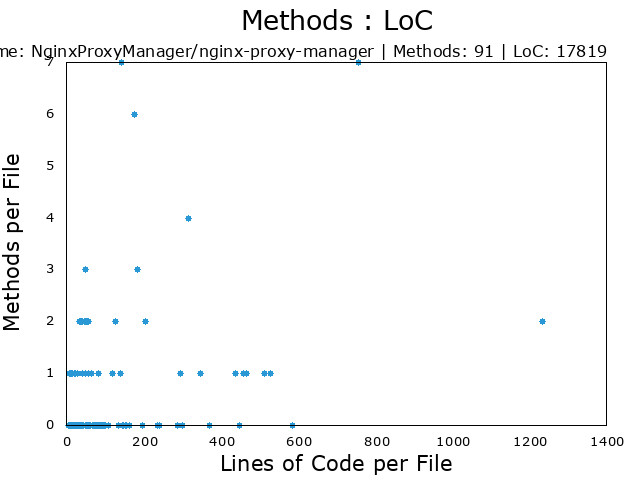 Methods : LoC
me: NginxProxyManager/nginx-proxy-manager | Methods: 91 | LoC: 17819
Methods per File
7
6
5
4
3
2
1
0
0 200 400 600 800 1000 1200 1400
Lines of Code per File